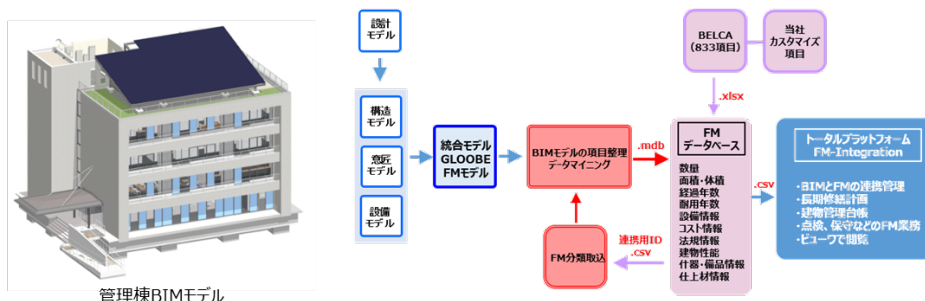 管理棟BIMモデル
設計
モデル
構造
モデル
意匠
モデル
設備
モデル
統合モデル
GLOOBE
FMモデル
BIMモデルの項目整理
データマイニング
FM分類取込
連携用ID
.csv
.mdb
BELCA
(833項目)
当社
カスタマイズ
項目
.xlsx
FM
データベース
数量
面積・体積
経過年数
耐用年数
設備情報
コスト情報
法規情報
建物性能
什器・備品情報
仕上材情報
.csv
トータルプラットフォーム
FM-Integration
・BIMとFMの連携管理
・長期修繕計画
・建物管理台帳
・点検、保守などのFM業務
・ビューワで閲覧